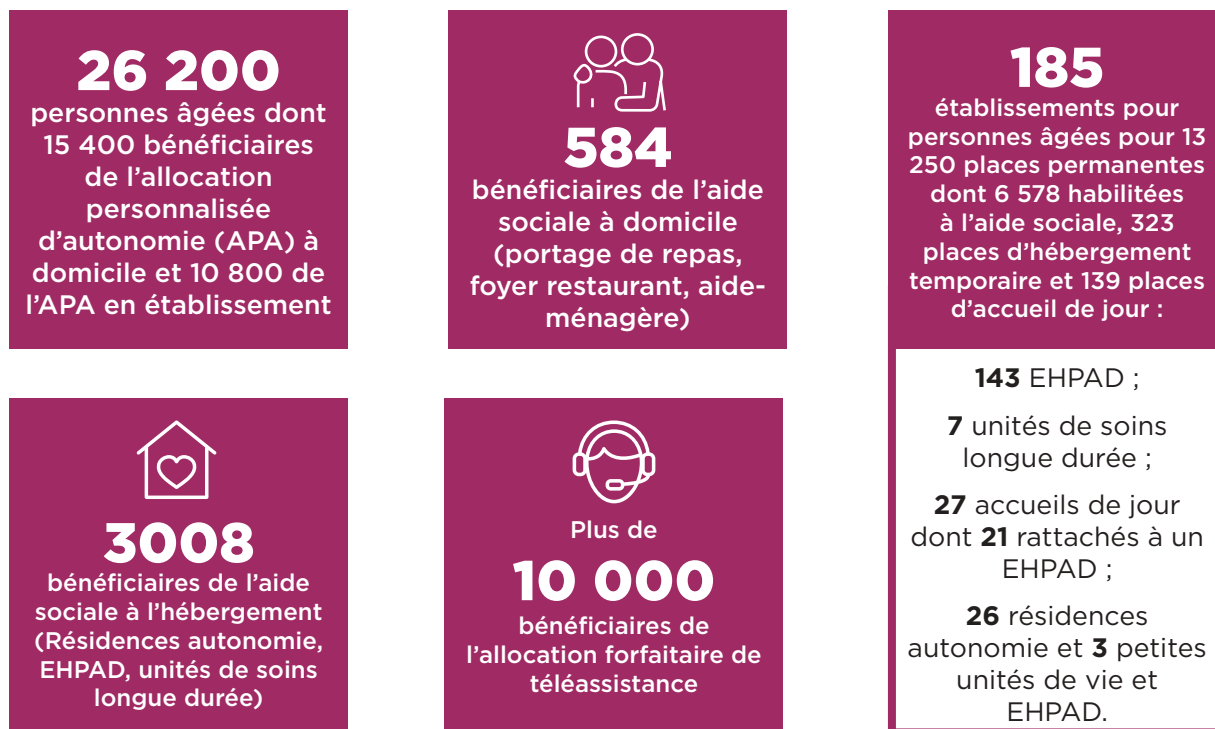 26 200
personnes âgées dont
15 400 bénéficiaires
de l’allocation
personnalisée
d’autonomie (APA) à
domicile et 10 800 de
l’APA en établissement
584
bénéficiaires de l’aide
sociale à domicile
(portage de repas,
foyer restaurant, aide-
ménagère)
185
établissements pour
personnes âgées pour 13
250 places permanentes
dont 6 578 habilitées
à l’aide sociale, 323
places d’hébergement
temporaire et 139 places
d’accueil de jour :
143 EHPAD ;
7 unités de soins
longue durée ;
27 accueils de jour
dont 21 rattachés à un
EHPAD ;
26 résidences
autonomie et 3 petites
unités de vie et
EHPAD.
3008
bénéficiaires de l’aide
sociale à l’hébergement
(Résidences autonomie,
EHPAD, unités de soins
longue durée)
Plus de
10 000
bénéficiaires de
l’allocation forfaitaire de
téléassistance